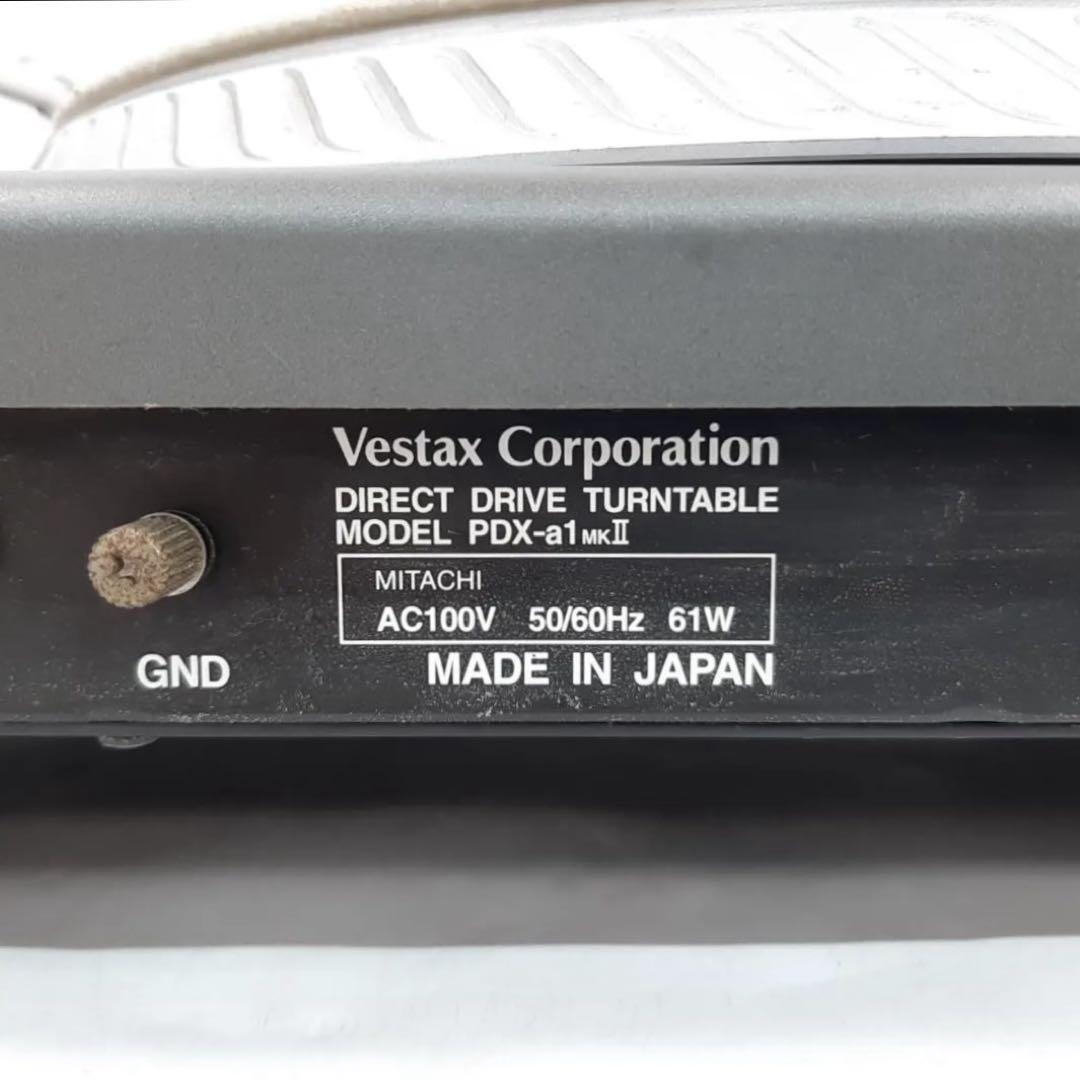 Vestax Corporation
DIRECT DRIVE TURNTABLE
MODEL PDX-a1MKII
MITACHI
AC100V 50/60Hz 61W
GND
MADE IN JAPAN